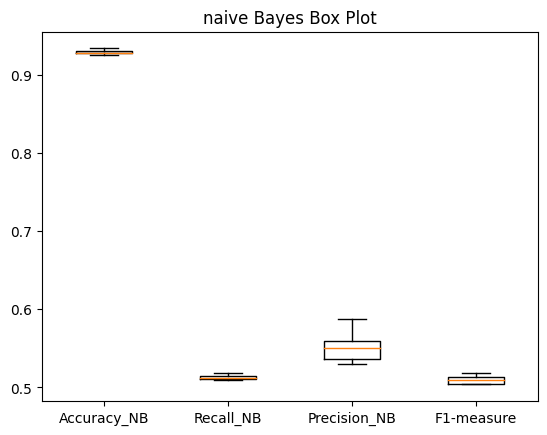 naive Bayes Box Plot
0.9
0.8
0.7
0.6
0.5
Accuracy_NB Recall_NB Precision_NB F1-measure